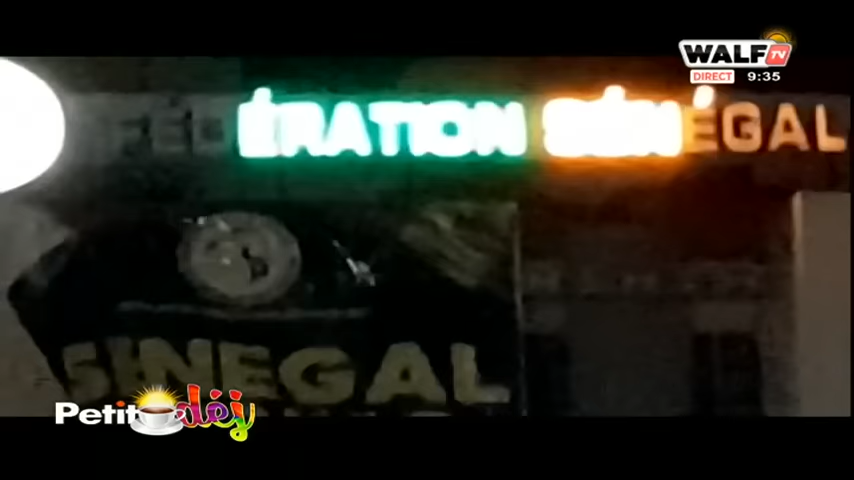 WALF TV
DIRECT 9:35
FÉDÉRATION SÉNÉGAL
SENEGAL
Petit déj